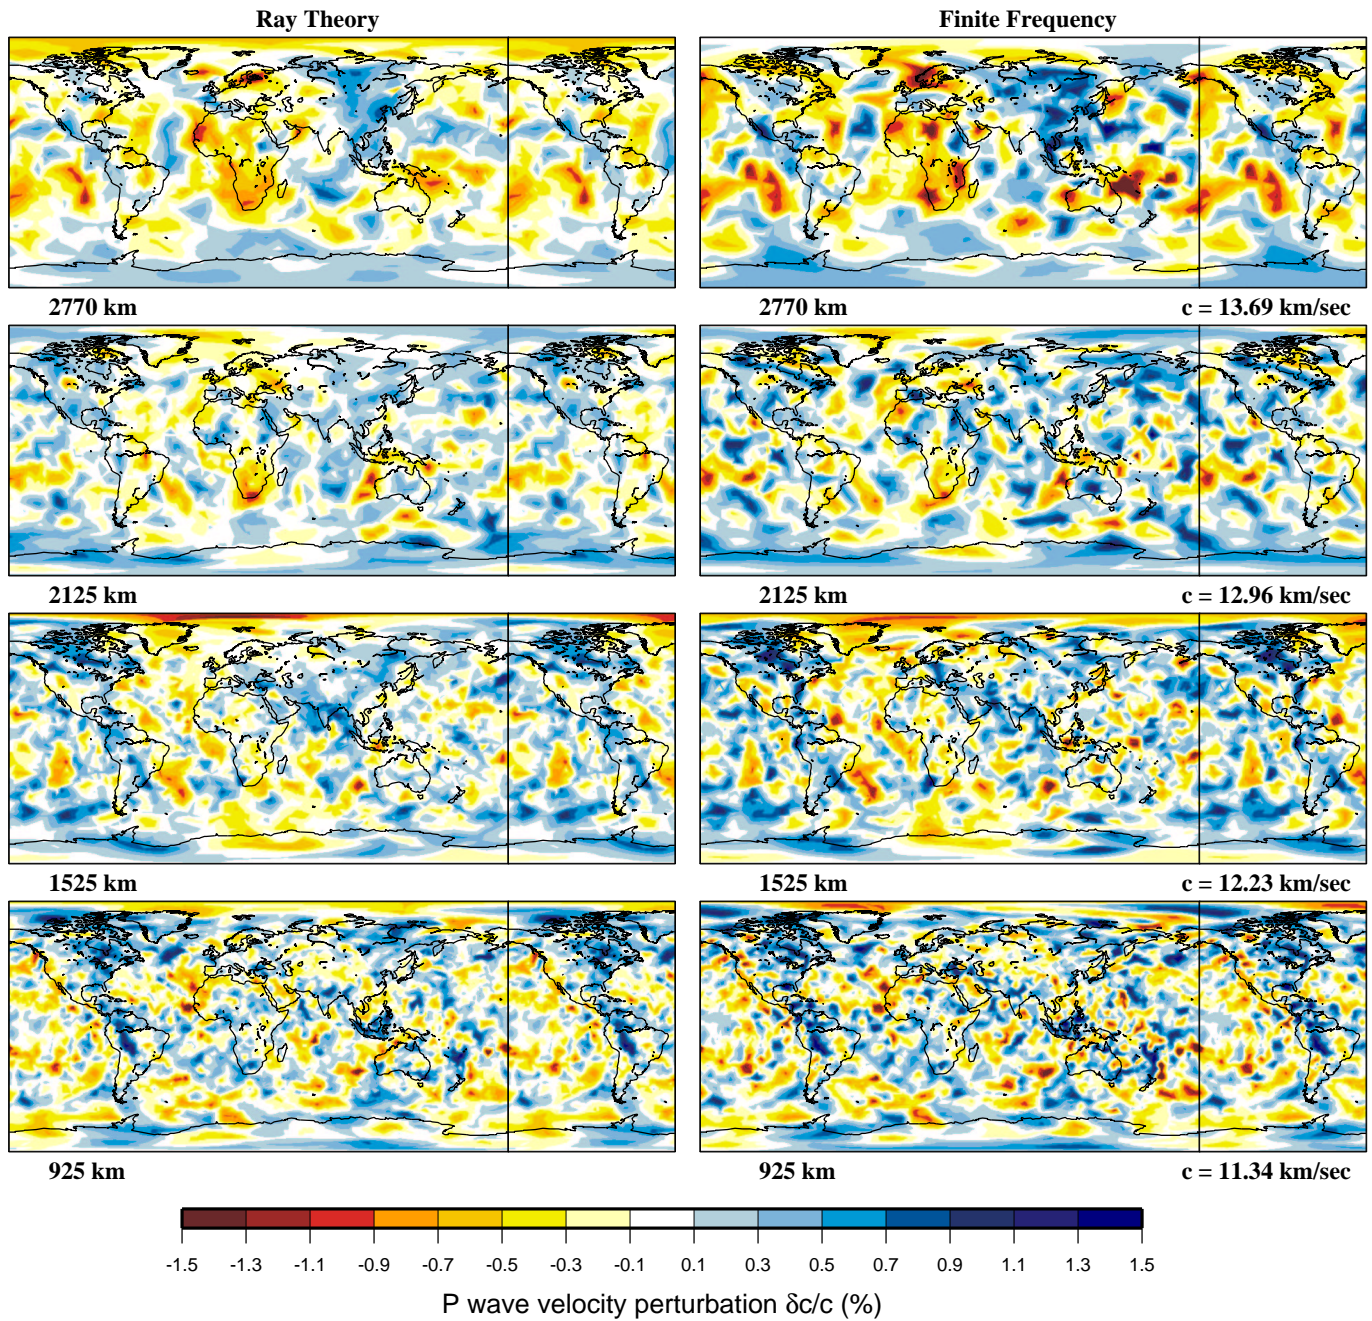 Ray Theory Finite Frequency
2770 km 2770 km c = 13.69 km/sec
2125 km 2125 km c = 12.96 km/sec
1525 km 1525 km c = 12.23 km/sec
925 km 925 km c = 11.34 km/sec
-1.5 -1.3 -1.1 -0.9 -0.7 -0.5 -0.3 -0.1 0.1 0.3 0.5 0.7 0.9 1.1 1.3 1.5
P wave velocity perturbation δc/c (%)